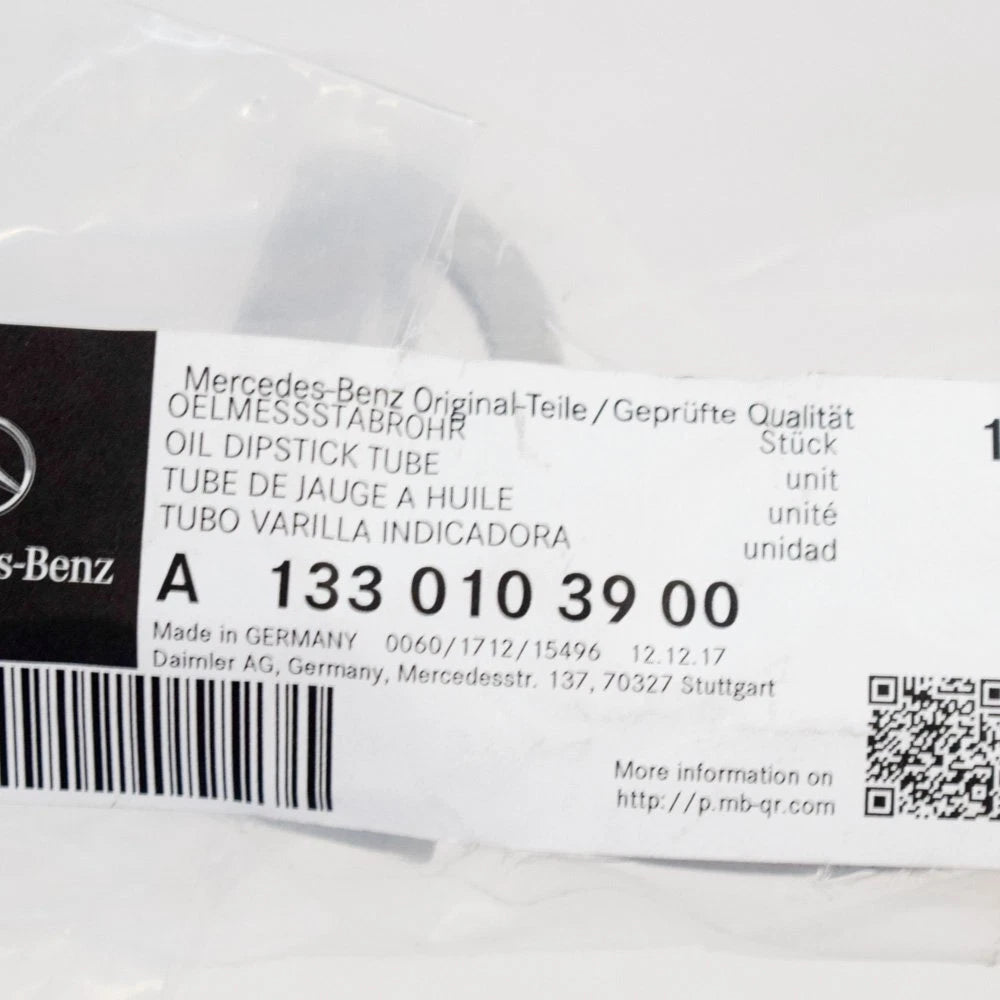 Mercedes-Benz Original-Teile / Geprüfte Qualität
OELMESSSTABROHR Stück 1
OIL DIPSTICK TUBE unit
TUBE DE JAUGE A HUILE unité
TUBO VARILLA INDICADORA unidad
s-Benz
A 133 010 39 00
Made in GERMANY 0060/1712/15496 12.12.17
Daimler AG, Germany, Mercedesstr. 137, 70327 Stuttgart
More information on
http://p.mb-qr.com